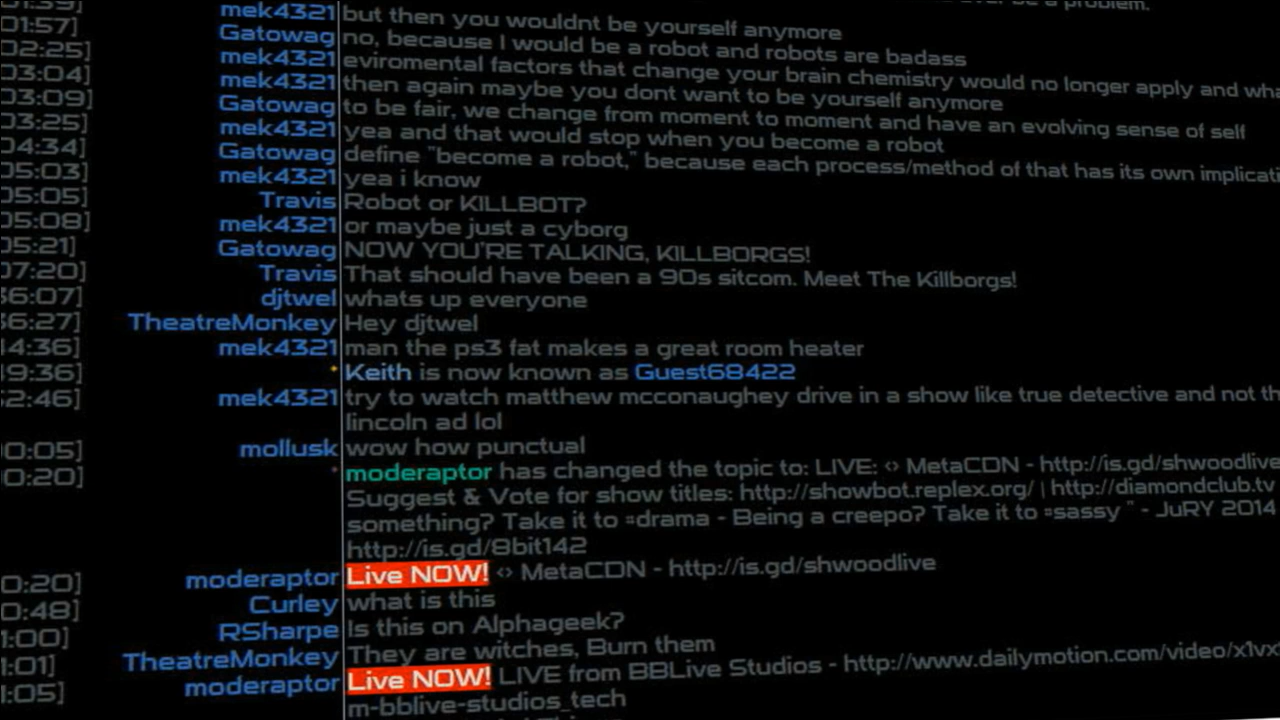 problem.
01:57] mek4321 but then you wouldnt be yourself anymore
02:25] Gatowag no, because I would be a robot and robots are badass
03:04] mek4321 eviromental factors that change your brain chemistry would no longer apply and wha
03:09] mek4321 then again maybe you dont want to be yourself anymore
03:25] Gatowag to be fair, we change from moment to moment and have an evolving sense of self
04:34] mek4321 yea and that would stop when you become a robot
05:03] Gatowag define "become a robot," because each process/method of that has its own implicati
05:05] mek4321 yea i know
05:08] Travis Robot or KILLBOT?
05:21] mek4321 or maybe just a cyborg
07:20] Gatowag NOW YOU'RE TALKING, KILLBORGS!
36:07] Travis That should have been a 90s sitcom. Meet The Killborgs!
36:27] djtwel whats up everyone
TheatreMonkey Hey djtwel
44:36] mek4321 man the ps3 fat makes a great room heater
49:36] * Keith is now known as Guest68422
52:46] mek4321 try to watch matthew mcconaughey drive in a show like true detective and not th
lincoln ad lol
00:05] mollusk wow how punctual
00:20] * moderaptor has changed the topic to: LIVE: <> MetaCDN - http://is.gd/shwoodlive
Suggest & Vote for show titles: http://showbot.replex.org/ | http://diamondclub.tv
something? Take it to =drama - Being a creepo? Take it to =sassy " - JuRY 2014
http://is.gd/8bit142
0:20] moderaptor Live NOW! <> MetaCDN - http://is.gd/shwoodlive
0:48] Curley what is this
1:00] RSharpe Is this on Alphageek?
1:01] TheatreMonkey They are witches, Burn them
1:05] moderaptor Live NOW! LIVE from BBLive Studios - http://www.dailymotion.com/video/x1vx
m-bblive-studios_tech